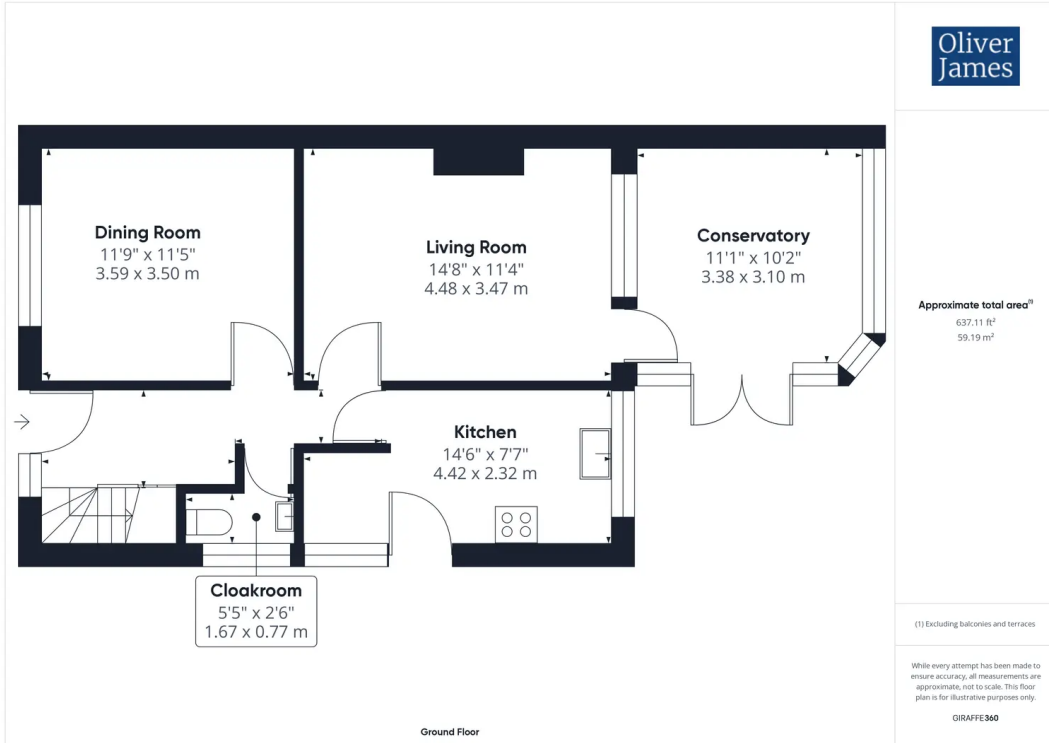 Oliver
James
Dining Room
11'9" x 11'5"
3.59 x 3.50 m
Living Room
14'8" x 11'4"
4.48 x 3.47 m
Conservatory
11'1" x 10'2"
3.38 x 3.10 m
Kitchen
14'6" x 7'7"
4.42 x 2.32 m
Cloakroom
5'5" x 2'6"
1.67 x 0.77 m
Ground Floor
Approximate total area⁽¹⁾
637.11 ft²
59.19 m²
(1) Excluding balconies and terraces
While every attempt has been made to
ensure accuracy, all measurements are
approximate, not to scale. This floor
plan is for illustrative purposes only.
GIRAFFE360